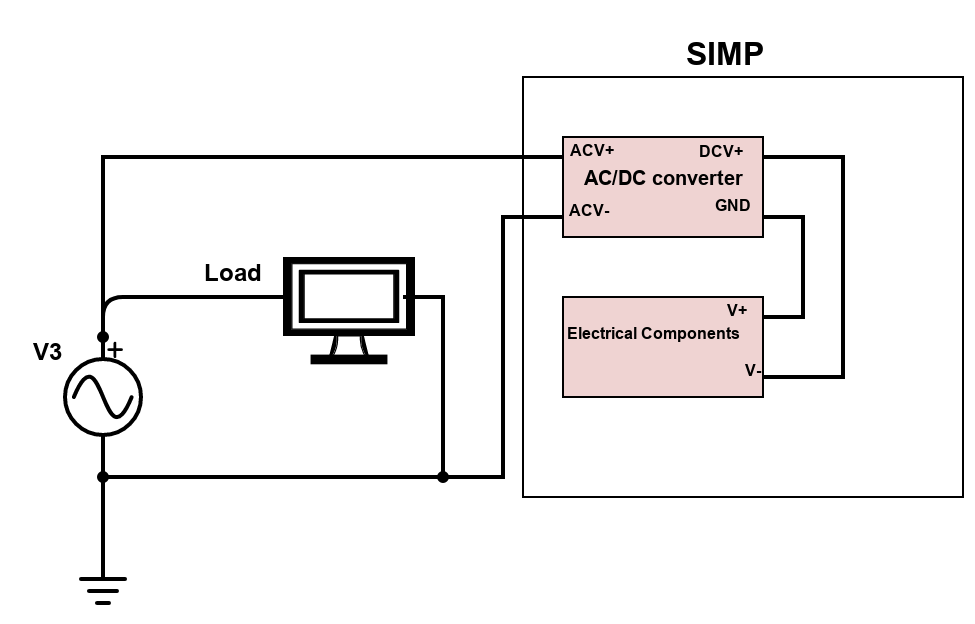 SIMP
ACV+
DCV+
AC/DC converter
ACV-
GND
Load
V+
Electrical Components
V3
+
V-